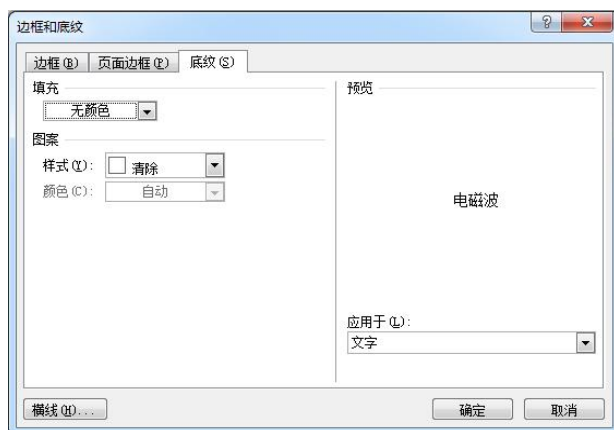 边框和底纹
边框(B) 页面边框(P) 底纹(S)
填充
无颜色
图案
样式(Y): 清除
颜色(C): 自动
预览
电磁波
应用于(L):
文字
横线(H)... 确定 取消